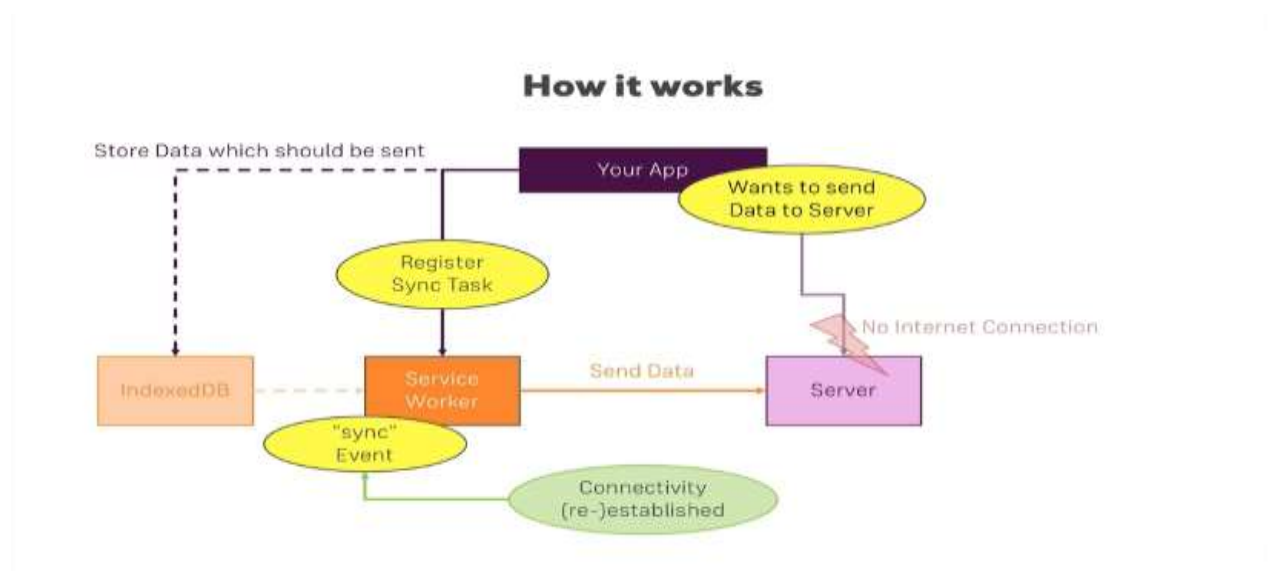 How it works
Store Data which should be sent
Your App
Wants to send
Data to Server
Register
Sync Task
No Internet Connection
IndexedDB
Service
Worker
Send Data
Server
"sync"
Event
Connectivity
(re-)established